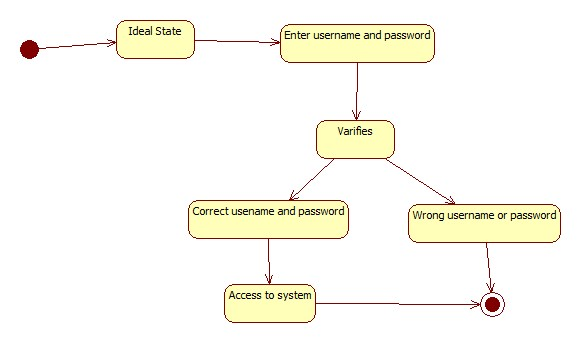 Ideal State
Enter username and password
Varifies
Correct usename and password
Wrong username or password
Access to system